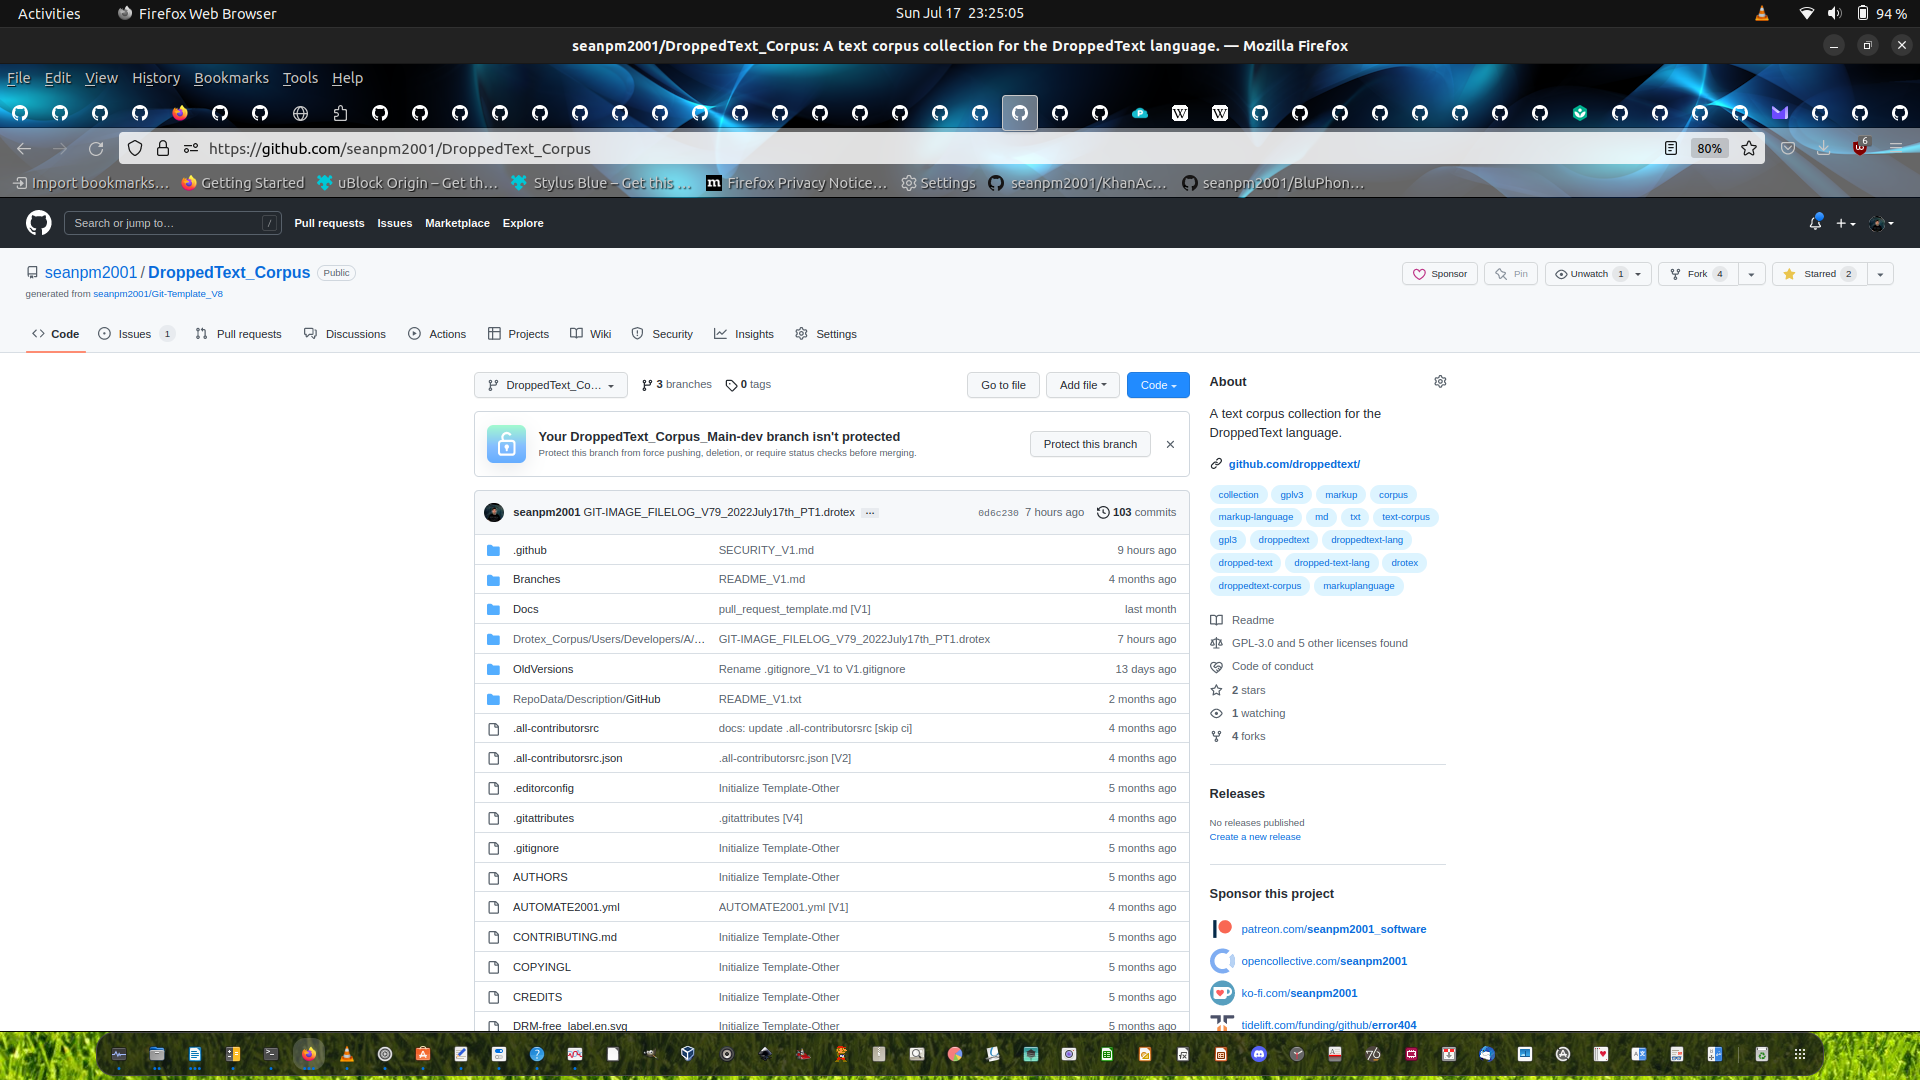 Activities Firefox Web Browser Sun Jul 17 23:25:05 94 %
seanpm2001/DroppedText_Corpus: A text corpus collection for the DroppedText language. — Mozilla Firefox
File Edit View History Bookmarks Tools Help
https://github.com/seanpm2001/DroppedText_Corpus 80% 6
Import bookmarks… Getting Started uBlock Origin – Get th… Stylus Blue – Get this … Firefox Privacy Notice… Settings seanpm2001/KhanAc… seanpm2001/BluPhon…
Search or jump to… / Pull requests Issues Marketplace Explore
seanpm2001 / DroppedText_Corpus Public Sponsor Pin Unwatch 1 Fork 4 Starred 2
generated from seanpm2001/Git-Template_V8
Code Issues 1 Pull requests Discussions Actions Projects Wiki Security Insights Settings
DroppedText_Co… 3 branches 0 tags Go to file Add file Code
Your DroppedText_Corpus_Main-dev branch isn't protected
Protect this branch from force pushing, deletion, or require status checks before merging.
Protect this branch
seanpm2001 GIT-IMAGE_FILELOG_V79_2022July17th_PT1.drotex … 0d6c230 7 hours ago 103 commits
.github SECURITY_V1.md 9 hours ago
Branches README_V1.md 4 months ago
Docs pull_request_template.md [V1] last month
Drotex_Corpus/Users/Developers/A/… GIT-IMAGE_FILELOG_V79_2022July17th_PT1.drotex 7 hours ago
OldVersions Rename .gitignore_V1 to V1.gitignore 13 days ago
RepoData/Description/GitHub README_V1.txt 2 months ago
.all-contributorsrc docs: update .all-contributorsrc [skip ci] 4 months ago
.all-contributorsrc.json .all-contributorsrc.json [V2] 4 months ago
.editorconfig Initialize Template-Other 5 months ago
.gitattributes .gitattributes [V4] 4 months ago
.gitignore Initialize Template-Other 5 months ago
AUTHORS Initialize Template-Other 5 months ago
AUTOMATE2001.yml AUTOMATE2001.yml [V1] 4 months ago
CONTRIBUTING.md Initialize Template-Other 5 months ago
COPYINGL Initialize Template-Other 5 months ago
CREDITS Initialize Template-Other 5 months ago
DRM-free_label.en.svg Initialize Template-Other 5 months ago
About
A text corpus collection for the
DroppedText language.
github.com/droppedtext/
collection gplv3 markup corpus
markup-language md txt text-corpus
gpl3 droppedtext droppedtext-lang
dropped-text dropped-text-lang drotex
droppedtext-corpus markuplanguage
Readme
GPL-3.0 and 5 other licenses found
Code of conduct
2 stars
1 watching
4 forks
Releases
No releases published
Create a new release
Sponsor this project
patreon.com/seanpm2001_software
opencollective.com/seanpm2001
ko-fi.com/seanpm2001
tidelift.com/funding/github/error404